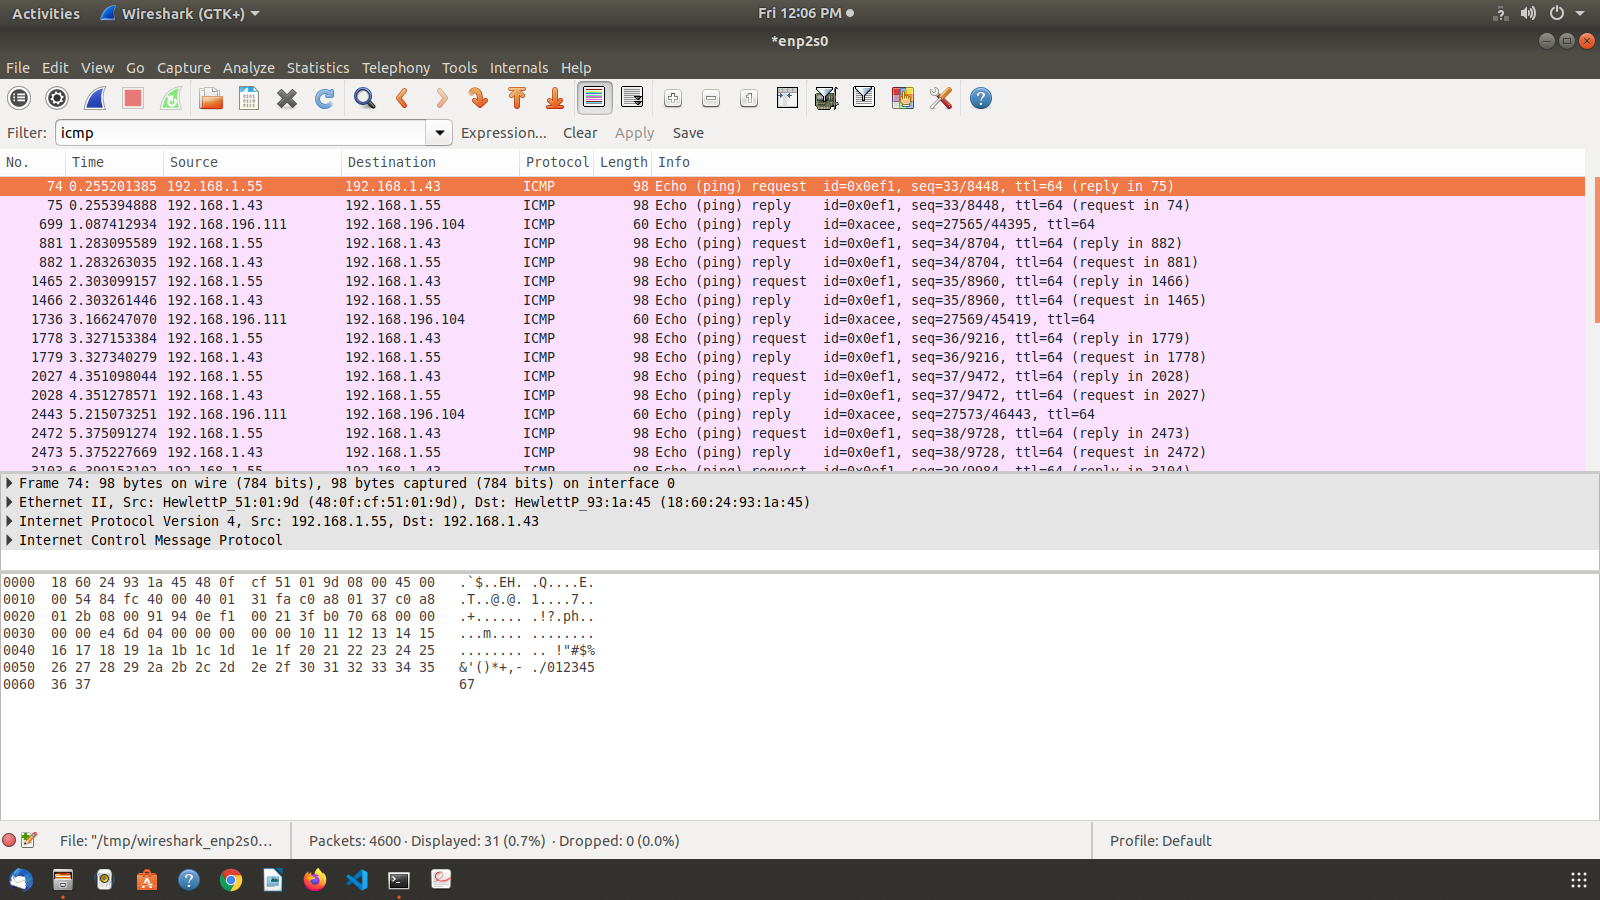 Activities Wireshark (GTK+) Fri 12:06 PM
*enp2s0
File Edit View Go Capture Analyze Statistics Telephony Tools Internals Help
Filter: icmp Expression... Clear Apply Save
No. Time Source Destination Protocol Length Info
74 0.255201385 192.168.1.55 192.168.1.43 ICMP 98 Echo (ping) request id=0x0ef1, seq=33/8448, ttl=64 (reply in 75)
75 0.255394888 192.168.1.43 192.168.1.55 ICMP 98 Echo (ping) reply id=0x0ef1, seq=33/8448, ttl=64 (request in 74)
699 1.087412934 192.168.196.111 192.168.196.104 ICMP 60 Echo (ping) reply id=0xacee, seq=27565/44395, ttl=64
881 1.283095589 192.168.1.55 192.168.1.43 ICMP 98 Echo (ping) request id=0x0ef1, seq=34/8704, ttl=64 (reply in 882)
882 1.283263035 192.168.1.43 192.168.1.55 ICMP 98 Echo (ping) reply id=0x0ef1, seq=34/8704, ttl=64 (request in 881)
1465 2.303099157 192.168.1.55 192.168.1.43 ICMP 98 Echo (ping) request id=0x0ef1, seq=35/8960, ttl=64 (reply in 1466)
1466 2.303261446 192.168.1.43 192.168.1.55 ICMP 98 Echo (ping) reply id=0x0ef1, seq=35/8960, ttl=64 (request in 1465)
1736 3.166247070 192.168.196.111 192.168.196.104 ICMP 60 Echo (ping) reply id=0xacee, seq=27569/45419, ttl=64
1778 3.327153384 192.168.1.55 192.168.1.43 ICMP 98 Echo (ping) request id=0x0ef1, seq=36/9216, ttl=64 (reply in 1779)
1779 3.327340279 192.168.1.43 192.168.1.55 ICMP 98 Echo (ping) reply id=0x0ef1, seq=36/9216, ttl=64 (request in 1778)
2027 4.351098044 192.168.1.55 192.168.1.43 ICMP 98 Echo (ping) request id=0x0ef1, seq=37/9472, ttl=64 (reply in 2028)
2028 4.351278571 192.168.1.43 192.168.1.55 ICMP 98 Echo (ping) reply id=0x0ef1, seq=37/9472, ttl=64 (request in 2027)
2443 5.215073251 192.168.196.111 192.168.196.104 ICMP 60 Echo (ping) reply id=0xacee, seq=27573/46443, ttl=64
2472 5.375091274 192.168.1.55 192.168.1.43 ICMP 98 Echo (ping) request id=0x0ef1, seq=38/9728, ttl=64 (reply in 2473)
2473 5.375227669 192.168.1.43 192.168.1.55 ICMP 98 Echo (ping) reply id=0x0ef1, seq=38/9728, ttl=64 (request in 2472)
3103 6.399153102 192.168.1.55 192.168.1.43 ICMP 98 Echo (ping) request id=0x0ef1, seq=39/9984, ttl=64 (reply in 3104)
Frame 74: 98 bytes on wire (784 bits), 98 bytes captured (784 bits) on interface 0
Ethernet II, Src: HewlettP_51:01:9d (48:0f:cf:51:01:9d), Dst: HewlettP_93:1a:45 (18:60:24:93:1a:45)
Internet Protocol Version 4, Src: 192.168.1.55, Dst: 192.168.1.43
Internet Control Message Protocol
0000 18 60 24 93 1a 45 48 0f cf 51 01 9d 08 00 45 00 .`$..EH. .Q....E.
0010 00 54 84 fc 40 00 40 01 31 fa c0 a8 01 37 c0 a8 .T..@.@. 1....7..
0020 01 2b 08 00 91 94 0e f1 00 21 3f b0 70 68 00 00 .+...... .!?.ph..
0030 00 00 e4 6d 04 00 00 00 00 00 10 11 12 13 14 15 ...m.... ........
0040 16 17 18 19 1a 1b 1c 1d 1e 1f 20 21 22 23 24 25 ........ .. !"#$%
0050 26 27 28 29 2a 2b 2c 2d 2e 2f 30 31 32 33 34 35 &'()*+,- ./012345
0060 36 37 67
File: "/tmp/wireshark_enp2s0... Packets: 4600 · Displayed: 31 (0.7%) · Dropped: 0 (0.0%) Profile: Default